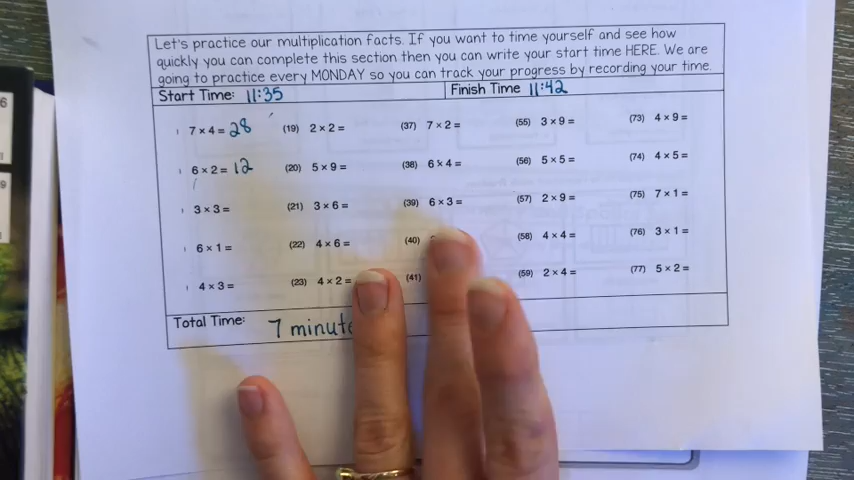 Let's practice our multiplication facts. If you want to time yourself and see how
quickly you can complete this section then you can write your start time HERE. We are
going to practice every MONDAY so you can track your progress by recording your time.
Start Time: 11:35 Finish Time 11:42
7 x 4 = 28 (19) 2 x 2 = (37) 7 x 2 = (55) 3 x 9 = (73) 4 x 9 =
6 x 2 = 12 (20) 5 x 9 = (38) 6 x 4 = (56) 5 x 5 = (74) 4 x 5 =
3 x 3 = (21) 3 x 6 = (39) 6 x 3 = (57) 2 x 9 = (75) 7 x 1 =
6 x 1 = (22) 4 x 6 = (40) (58) 4 x 4 = (76) 3 x 1 =
4 x 3 = (23) 4 x 2 = (41) (59) 2 x 4 = (77) 5 x 2 =
Total Time: 7